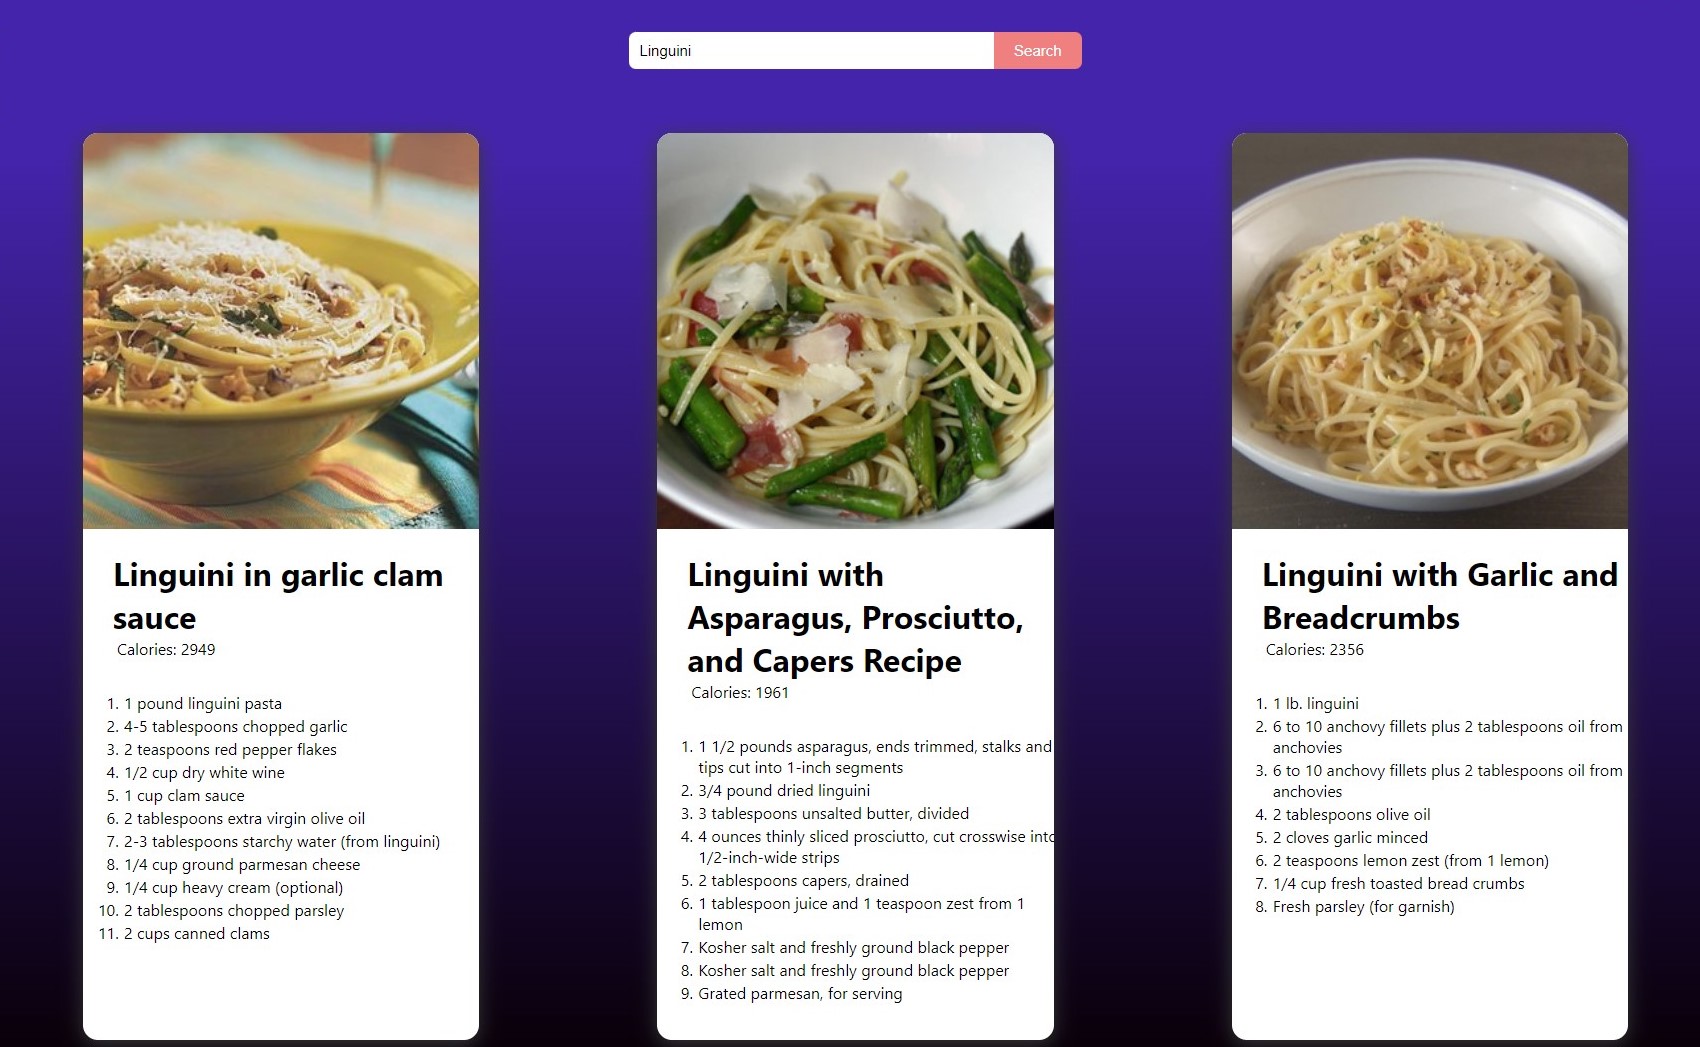 Linguini
Search
Linguini in garlic clam
sauce
Calories: 2949
1. 1 pound linguini pasta
2. 4-5 tablespoons chopped garlic
3. 2 teaspoons red pepper flakes
4. 1/2 cup dry white wine
5. 1 cup clam sauce
6. 2 tablespoons extra virgin olive oil
7. 2-3 tablespoons starchy water (from linguini)
8. 1/4 cup ground parmesan cheese
9. 1/4 cup heavy cream (optional)
10. 2 tablespoons chopped parsley
11. 2 cups canned clams
Linguini with
Asparagus, Prosciutto,
and Capers Recipe
Calories: 1961
1. 1 1/2 pounds asparagus, ends trimmed, stalks and
tips cut into 1-inch segments
2. 3/4 pound dried linguini
3. 3 tablespoons unsalted butter, divided
4. 4 ounces thinly sliced prosciutto, cut crosswise into
1/2-inch-wide strips
5. 2 tablespoons capers, drained
6. 1 tablespoon juice and 1 teaspoon zest from 1
lemon
7. Kosher salt and freshly ground black pepper
8. Kosher salt and freshly ground black pepper
9. Grated parmesan, for serving
Linguini with Garlic and
Breadcrumbs
Calories: 2356
1. 1 lb. linguini
2. 6 to 10 anchovy fillets plus 2 tablespoons oil from
anchovies
3. 6 to 10 anchovy fillets plus 2 tablespoons oil from
anchovies
4. 2 tablespoons olive oil
5. 2 cloves garlic minced
6. 2 teaspoons lemon zest (from 1 lemon)
7. 1/4 cup fresh toasted bread crumbs
8. Fresh parsley (for garnish)